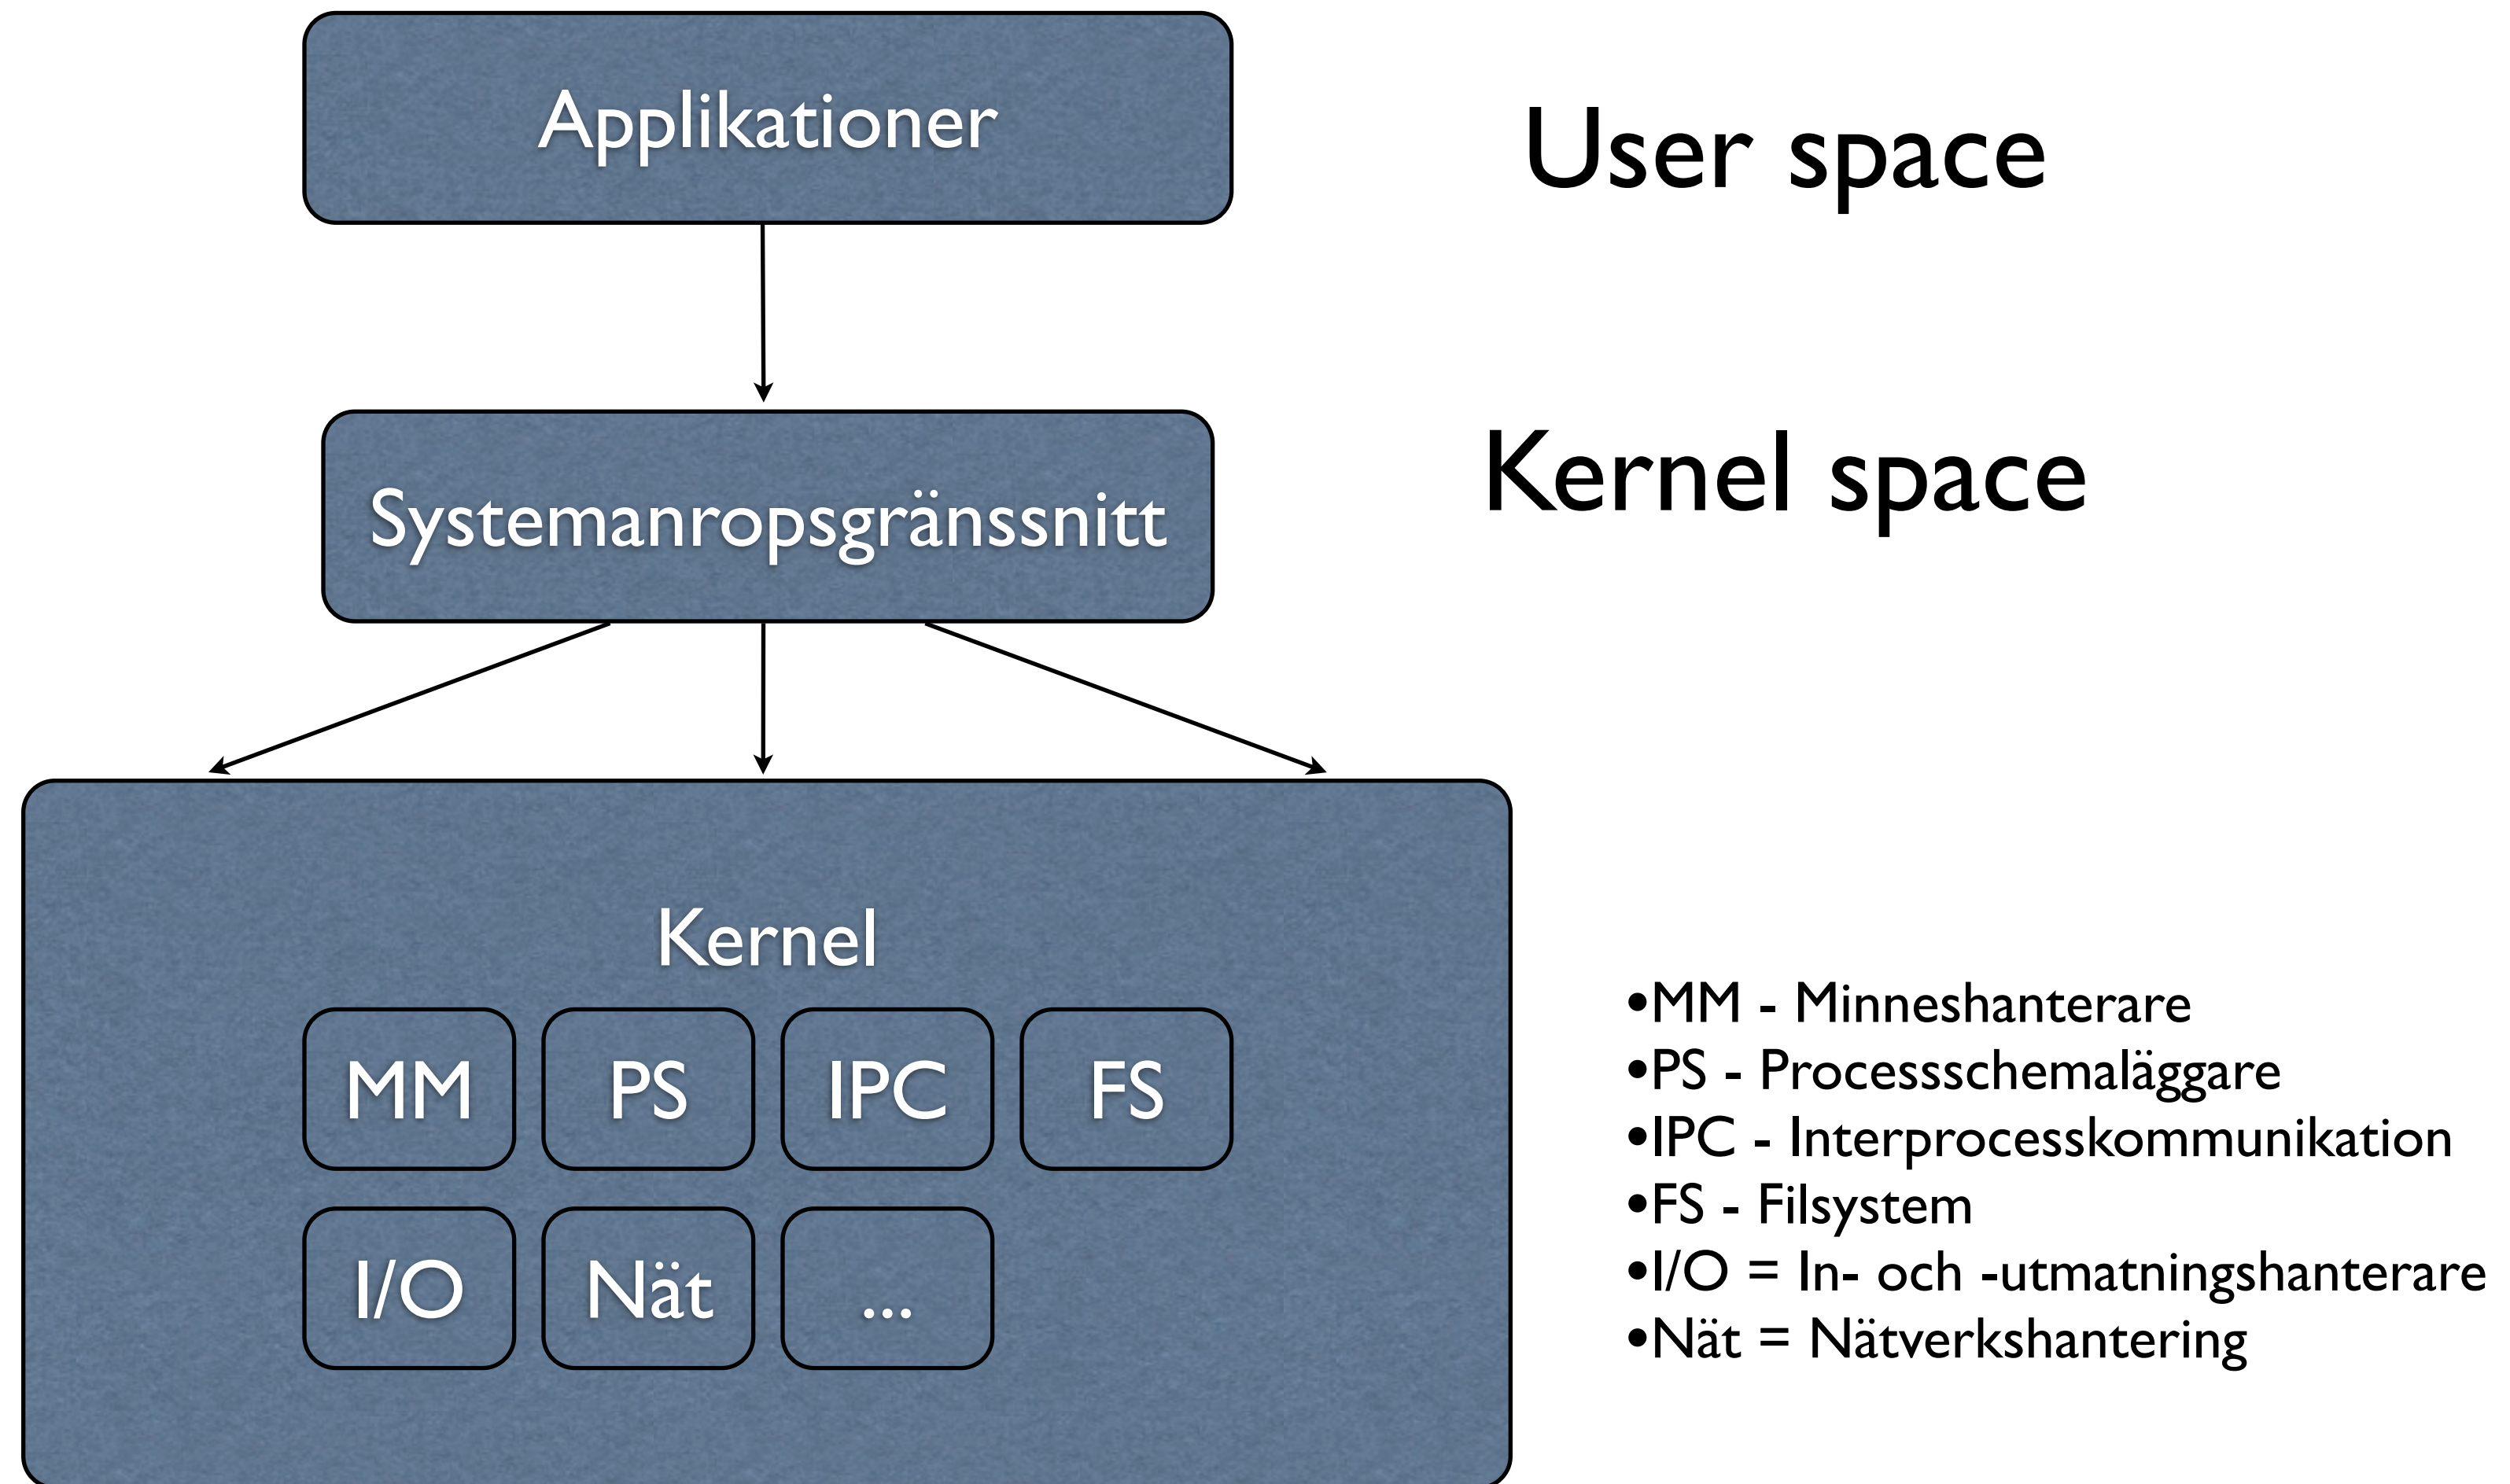 Applikationer
User space
Systemanropsgränssnitt
Kernel space
Kernel
MM PS IPC FS
I/O Nät ...
•MM - Minneshanterare
•PS - Processschemaläggare
•IPC - Interprocesskommunikation
•FS - Filsystem
•I/O = In- och -utmatningshanterare
•Nät = Nätverkshantering